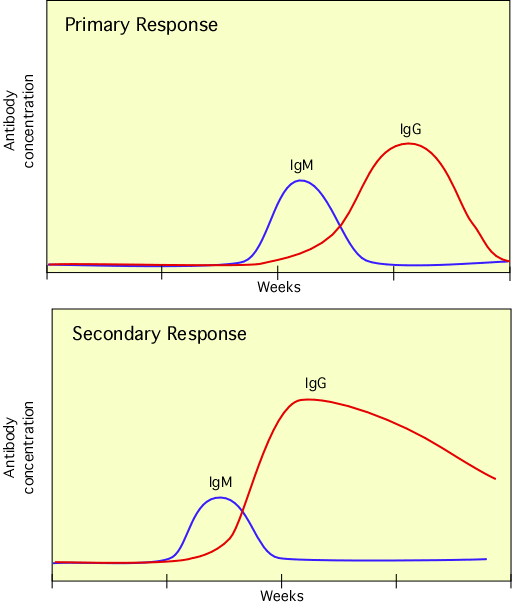 Primary Response
Antibody
concentration
IgM
IgG
Weeks
Secondary Response
Antibody
concentration
IgM
IgG
Weeks